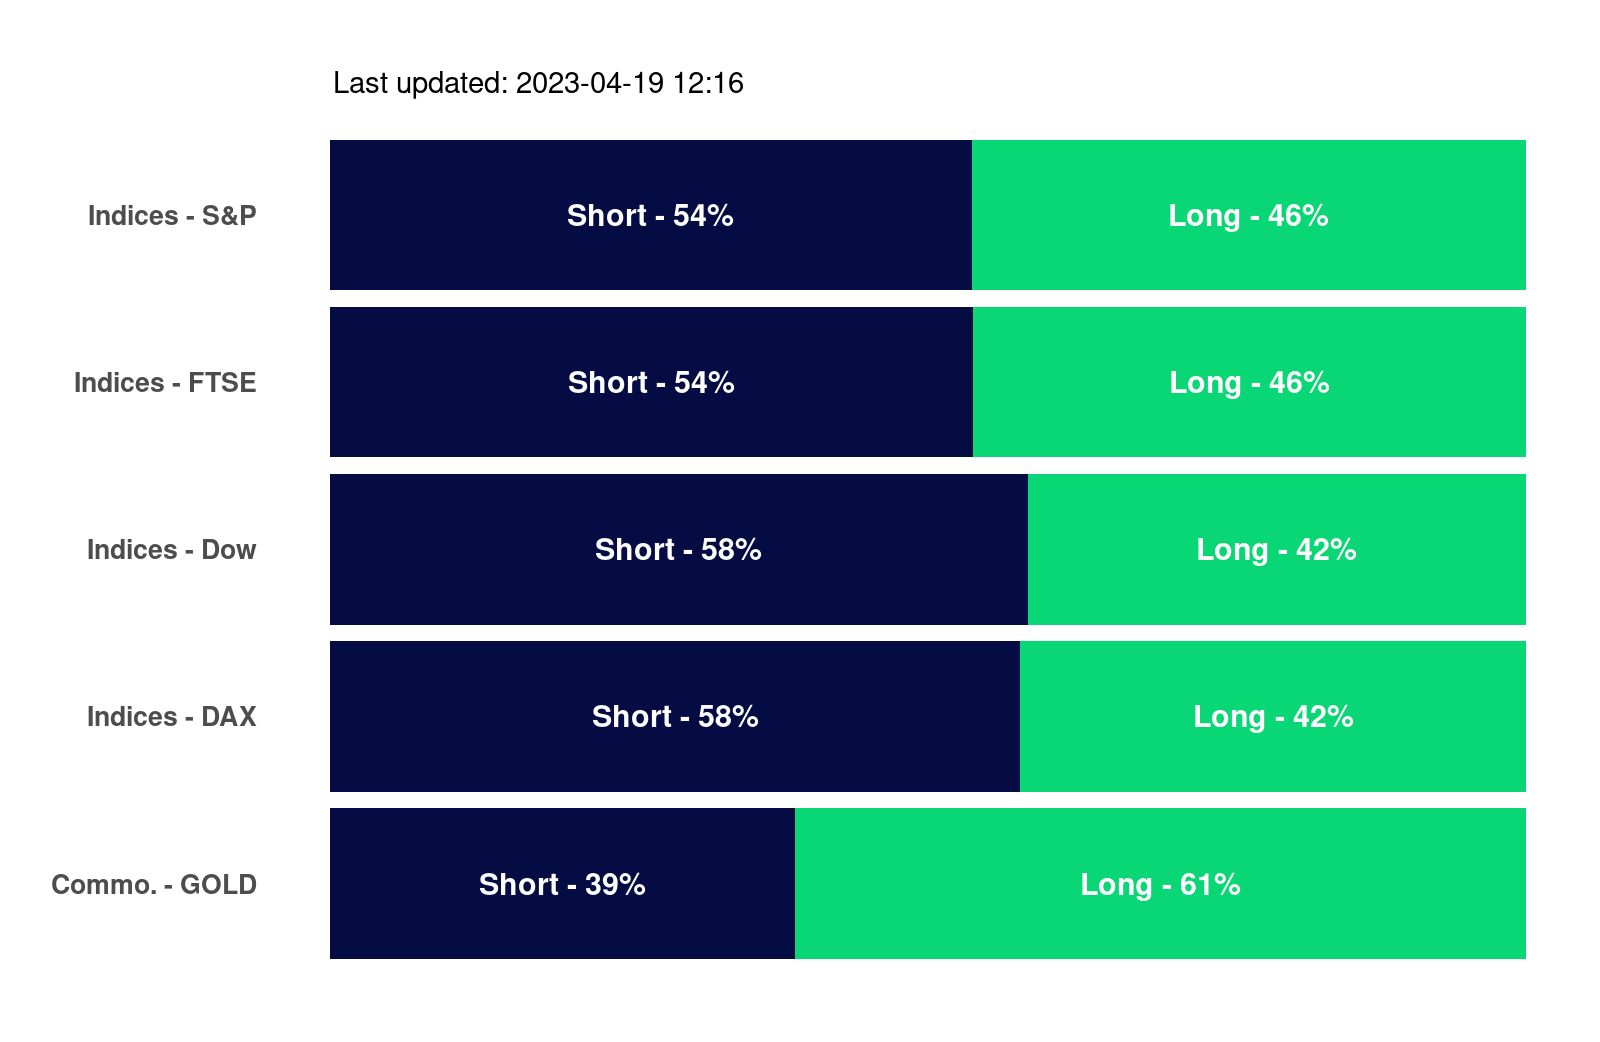 Last updated: 2023-04-19 12:16
Indices - S&P Short - 54% Long - 46%
Indices - FTSE Short - 54% Long - 46%
Indices - Dow Short - 58% Long - 42%
Indices - DAX Short - 58% Long - 42%
Commo. - GOLD Short - 39% Long - 61%